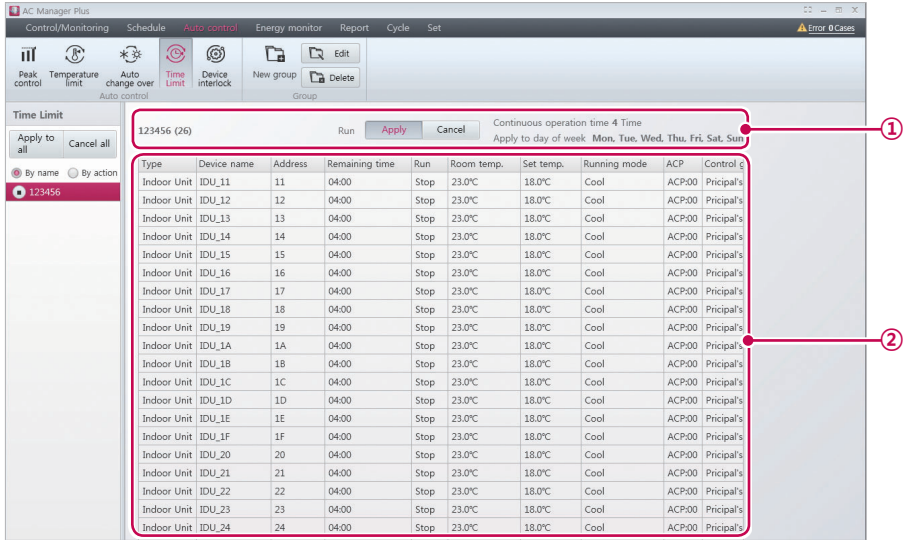 AC Manager Plus
Control/Monitoring Schedule Auto control Energy monitor Report Cycle Set Error 0 Cases
Peak control Temperature limit Auto change over Time Limit Device interlock New group Edit Delete
Auto control Group
Time Limit
Apply to all Cancel all
By name By action
123456
123456 (26) Run Apply Cancel
Continuous operation time 4 Time
Apply to day of week Mon, Tue, Wed, Thu, Fri, Sat, Sun
①
Type Device name Address Remaining time Run Room temp. Set temp. Running mode ACP Control g
Indoor Unit IDU_11 11 04:00 Stop 23.0℃ 18.0℃ Cool ACP:00 Pricipal's
Indoor Unit IDU_12 12 04:00 Stop 23.0℃ 18.0℃ Cool ACP:00 Pricipal's
Indoor Unit IDU_13 13 04:00 Stop 23.0℃ 18.0℃ Cool ACP:00 Pricipal's
Indoor Unit IDU_14 14 04:00 Stop 23.0℃ 18.0℃ Cool ACP:00 Pricipal's
Indoor Unit IDU_15 15 04:00 Stop 23.0℃ 18.0℃ Cool ACP:00 Pricipal's
Indoor Unit IDU_16 16 04:00 Stop 23.0℃ 18.0℃ Cool ACP:00 Pricipal's
Indoor Unit IDU_17 17 04:00 Stop 23.0℃ 18.0℃ Cool ACP:00 Pricipal's
Indoor Unit IDU_18 18 04:00 Stop 23.0℃ 18.0℃ Cool ACP:00 Pricipal's
Indoor Unit IDU_19 19 04:00 Stop 23.0℃ 18.0℃ Cool ACP:00 Pricipal's
Indoor Unit IDU_1A 1A 04:00 Stop 23.0℃ 18.0℃ Cool ACP:00 Pricipal's
②
Indoor Unit IDU_1B 1B 04:00 Stop 23.0℃ 18.0℃ Cool ACP:00 Pricipal's
Indoor Unit IDU_1C 1C 04:00 Stop 23.0℃ 18.0℃ Cool ACP:00 Pricipal's
Indoor Unit IDU_1D 1D 04:00 Stop 23.0℃ 18.0℃ Cool ACP:00 Pricipal's
Indoor Unit IDU_1E 1E 04:00 Stop 23.0℃ 18.0℃ Cool ACP:00 Pricipal's
Indoor Unit IDU_1F 1F 04:00 Stop 23.0℃ 18.0℃ Cool ACP:00 Pricipal's
Indoor Unit IDU_20 20 04:00 Stop 23.0℃ 18.0℃ Cool ACP:00 Pricipal's
Indoor Unit IDU_21 21 04:00 Stop 23.0℃ 18.0℃ Cool ACP:00 Pricipal's
Indoor Unit IDU_22 22 04:00 Stop 23.0℃ 18.0℃ Cool ACP:00 Pricipal's
Indoor Unit IDU_23 23 04:00 Stop 23.0℃ 18.0℃ Cool ACP:00 Pricipal's
Indoor Unit IDU_24 24 04:00 Stop 23.0℃ 18.0℃ Cool ACP:00 Pricipal's